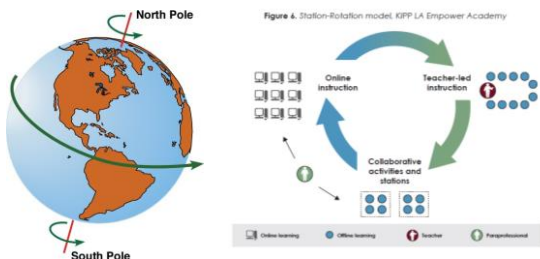 North Pole
South Pole
Figure 6. Station-Rotation model, KIPP LA Empower Academy
Online
instruction
Teacher-led
instruction
Collaborative
activities and
stations
Online learning
Offline learning
Teacher
Paraprofessional